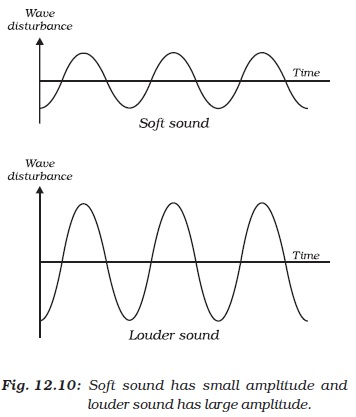 Wave
disturbance
Time
Soft sound
Wave
disturbance
Time
Louder sound
Fig. 12.10: Soft sound has small amplitude and
louder sound has large amplitude.